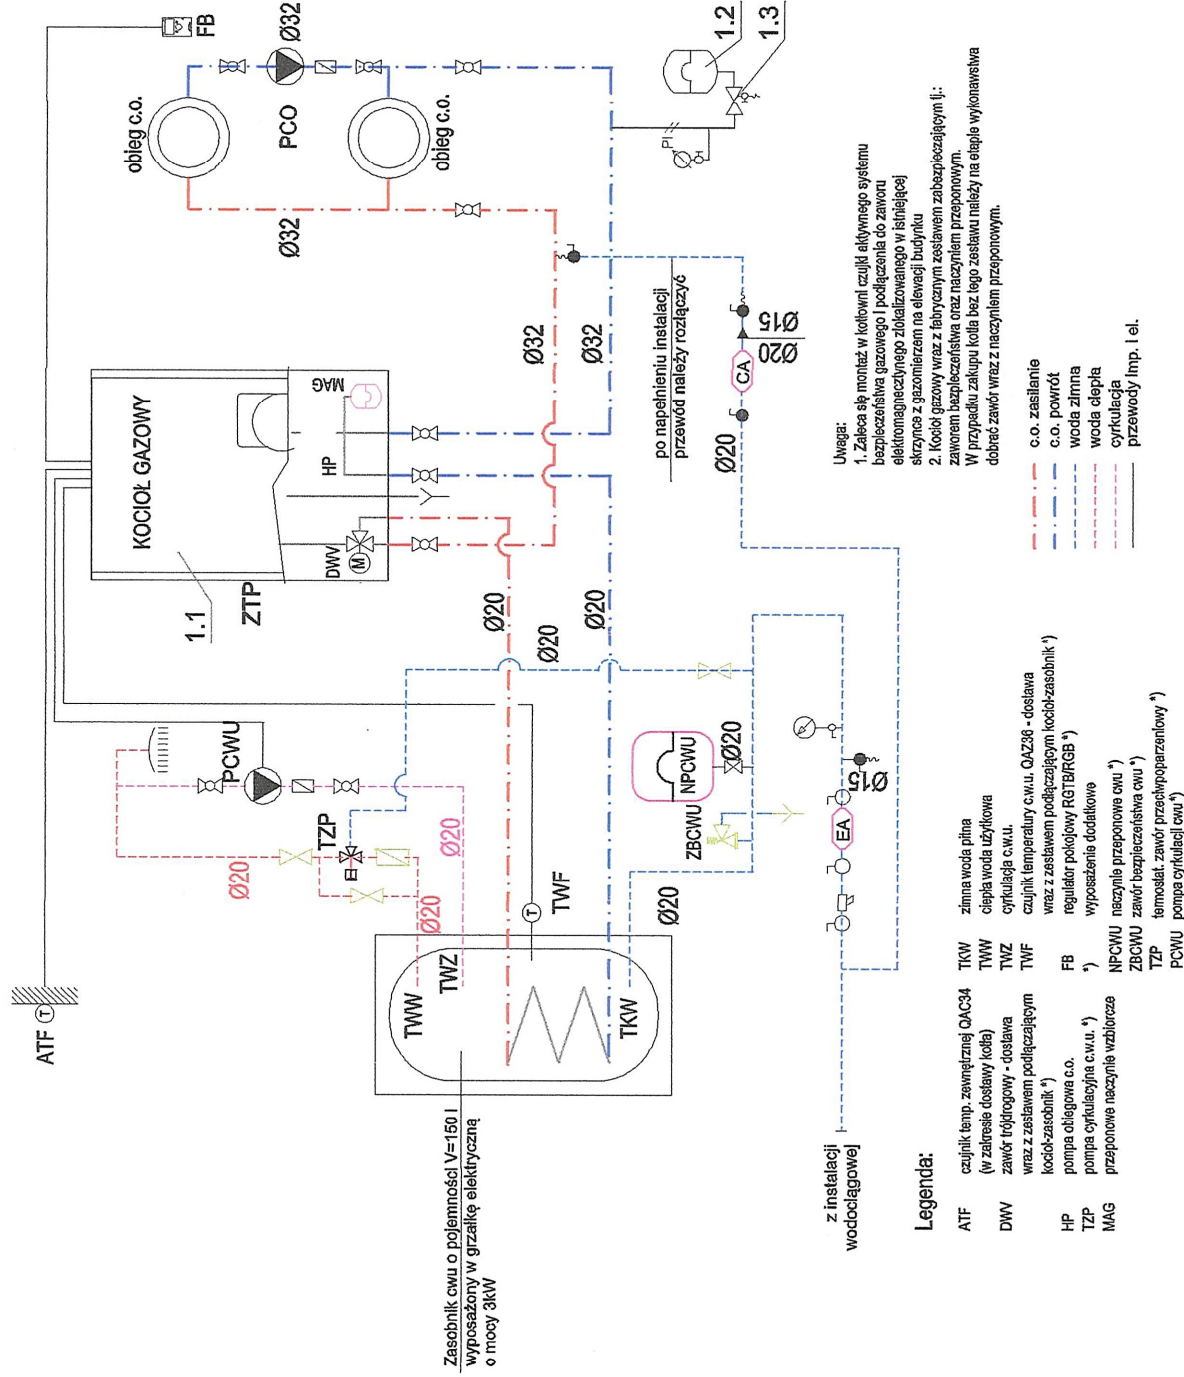 FB
Ø32
PCO
obieg c.o.
obieg c.o.
Ø32
1.2
1.3
PI
KOCIOŁ GAZOWY
MAG
HP
DWV
M
1.1
ZTP
Ø32
Ø32
po napełnieniu instalacji
przewód należy rozłączyć
Ø15
Ø20
CA
Ø20
Ø20
Ø20
Ø20
PCWU
TZP
Ø20
Ø20
Ø20
NPCWU
Ø20
ZBCWU
Ø15
EA
T
TWF
Ø20
ATF
T
TWW
TWZ
TKW
Zasobnik cwu o pojemności V=150 l
wyposażony w grzałkę elektryczną
o mocy 3kW
z instalacji
wodociągowej
Uwaga:
1. Zaleca się montaż w kotłowni czujki aktywnego systemu
bezpieczeństwa gazowego i podłączenia do zaworu
elektromagnectycznego zlokalizowanego w istniejącej
skrzynce z gazomierzem na elewacji budynku
2. Kocioł gazowy wraz z fabrycznym zestawem zabezpieczającym tj.:
zaworem bezpieczeństwa oraz naczyniem przeponowym.
W przypadku zakupu kotła bez tego zestawu należy na etapie wykonawstwa
dobrać zawór wraz z naczyniem przeponowym.
c.o. zasilanie
c.o. powrót
woda zimna
woda ciepła
cyrkulacja
przewody imp. i el.
Legenda:
ATF czujnik temp. zewnętrznej QAC34
(w zakresie dostawy kotła)
DWV zawór trójdrogowy - dostawa
wraz z zestawem podłączającym
kocioł-zasobnik *)
HP pompa obiegowa c.o.
TZP pompa cyrkulacyjna c.w.u. *)
MAG przeponowe naczynie wzbiorcze
TKW zimna woda pitna
TWW ciepła woda użytkowa
TWZ cyrkulacja c.w.u.
TWF czujnik temperatury c.w.u. QAZ36 - dostawa
wraz z zestawem podłączającym kocioł-zasobnik *)
FB regulator pokojowy RGTB/RGB *)
*) wyposażenie dodatkowe
NPCWU naczynie przeponowe cwu *)
ZBCWU zawór bezpieczeństwa cwu *)
TZP termostat. zawór przeciwpoparzeniowy *)
PCWU pompa cyrkulacji cwu *)